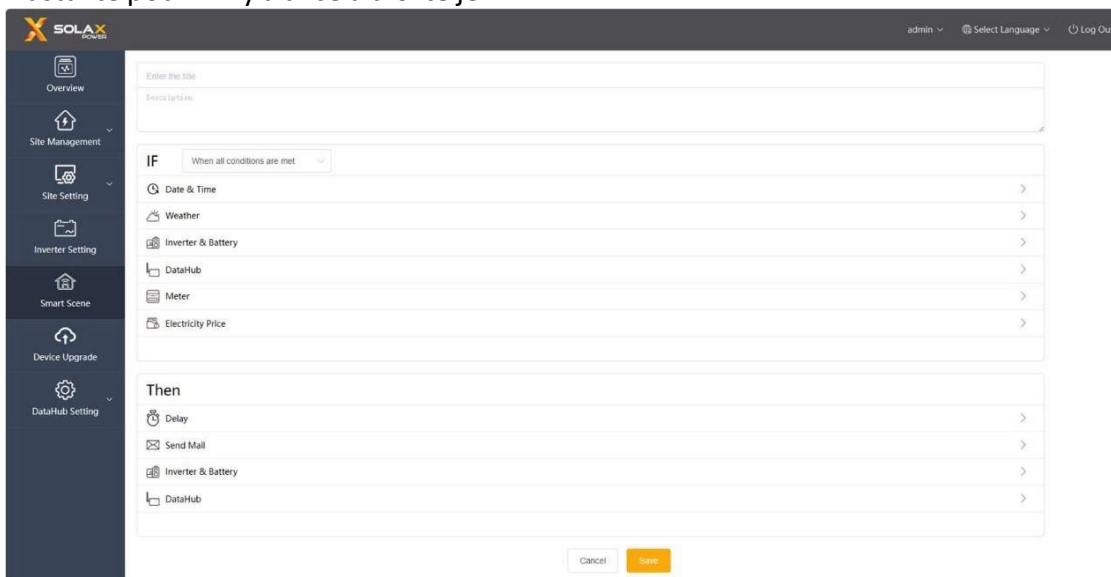 SOLAX
POWER
admin
Select Language
Log Ou
Overview
Site Management
Site Setting
Inverter Setting
Smart Scene
Device Upgrade
DataHub Setting
Enter the title
Description
IF
When all conditions are met
Date & Time
Weather
Inverter & Battery
DataHub
Meter
Electricity Price
Then
Delay
Send Mail
Inverter & Battery
DataHub
Cancel
Save